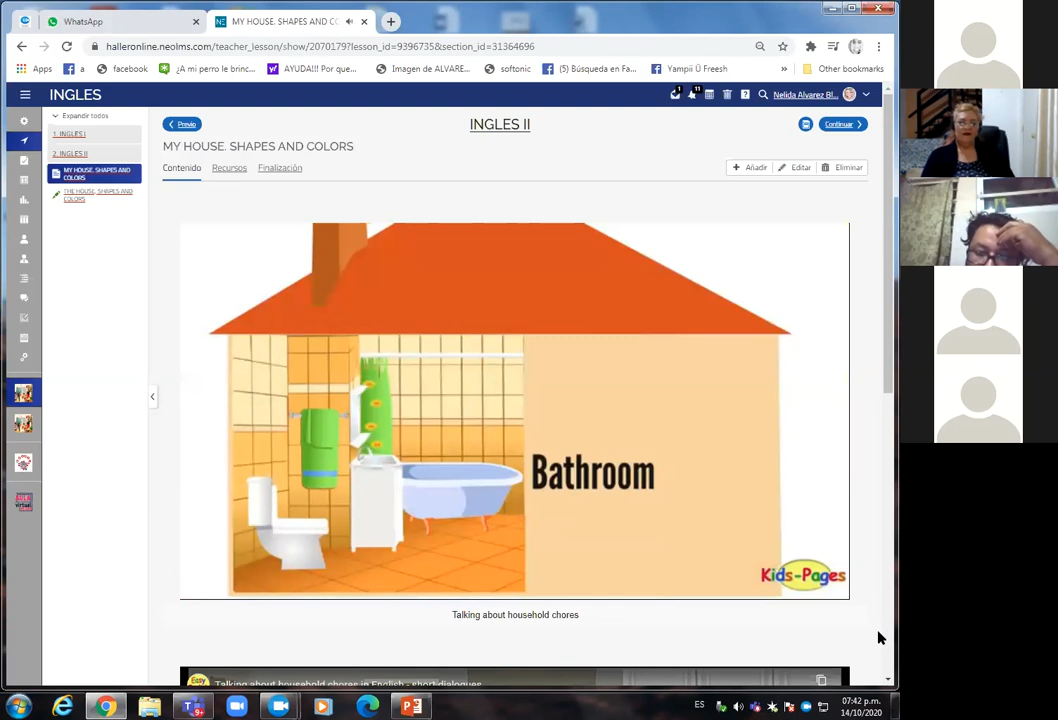 WhatsApp
MY HOUSE. SHAPES AND CO
halleronline.neolms.com/teacher_lesson/show/2070179?lesson_id=9396735&section_id=31364696
Apps
a
facebook
¿A mi perro le brinc...
AYUDA!!! Por que...
Imagen de ALVARE...
softonic
(5) Búsqueda en Fa...
Yampii Ü Freesh
»
Other bookmarks
INGLES
1
11
Nelida Alvarez Bl...
Expandir todos
1. INGLES I
2. INGLES II
MY HOUSE. SHAPES AND
COLORS
THE HOUSE, SHAPES AND
COLORS
Previo
INGLES II
Continuar
MY HOUSE. SHAPES AND COLORS
Contenido
Recursos
Finalización
Añadir
Editar
Eliminar
Bathroom
Kids-Pages
Talking about household chores
Easy
Talking about household chores in English - short dialogues
9+
ES
07:42 p.m.
14/10/2020